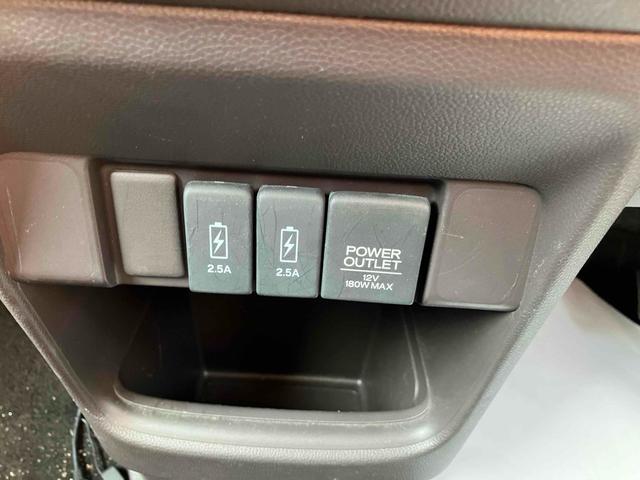 2.5A
2.5A
POWER
OUTLET
12V
180W MAX